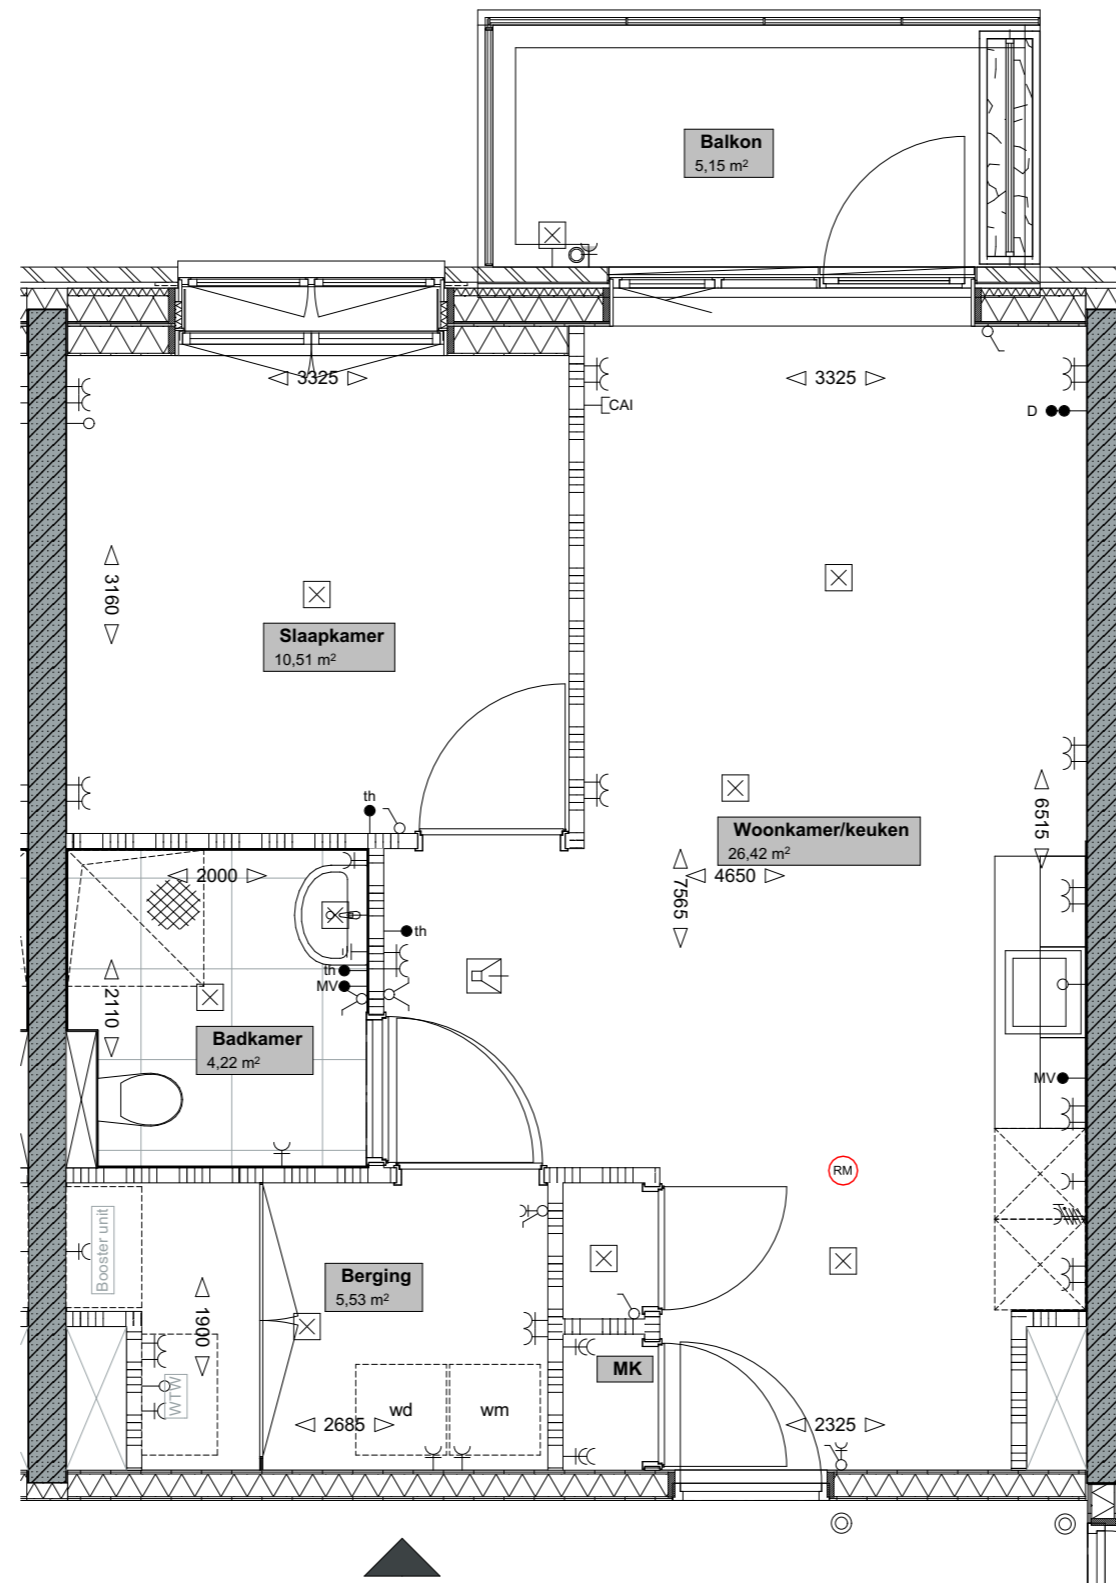 Balkon
5,15 m²
3325
3325
CAI
D
3160
Slaapkamer
10,51 m²
th
6515
Woonkamer/keuken
26,42 m²
2000
4650
7565
th
th
MV
2110
Badkamer
4,22 m²
MV
RM
Booster unit
Berging
5,53 m²
1900
MK
WTW
wd
wm
2685
2325